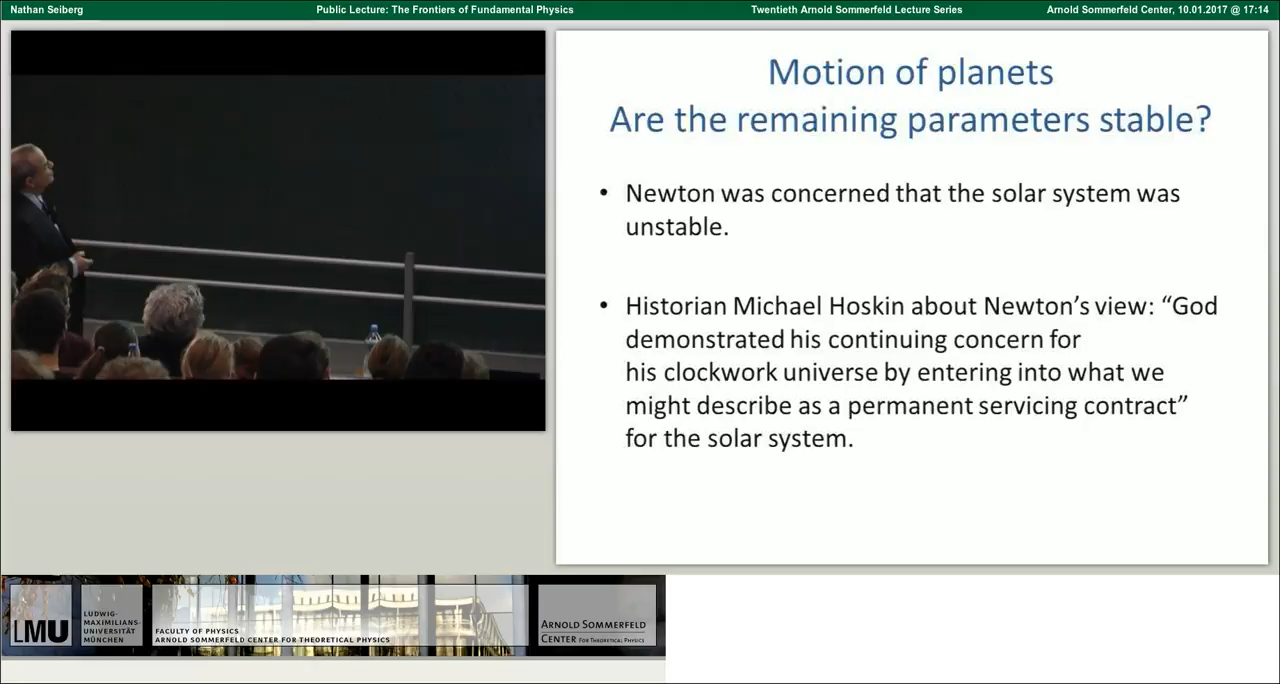 Nathan Seiberg
Public Lecture: The Frontiers of Fundamental Physics
Twentieth Arnold Sommerfeld Lecture Series
Arnold Sommerfeld Center, 10.01.2017 @ 17:14
Motion of planets
Are the remaining parameters stable?
• Newton was concerned that the solar system was
unstable.
• Historian Michael Hoskin about Newton's view: “God
demonstrated his continuing concern for
his clockwork universe by entering into what we
might describe as a permanent servicing contract”
for the solar system.
LMU
LUDWIG-
MAXIMILIANS-
UNIVERSITÄT
MÜNCHEN
FACULTY OF PHYSICS
ARNOLD SOMMERFELD CENTER FOR THEORETICAL PHYSICS
ARNOLD SOMMERFELD
CENTER FOR THEORETICAL PHYSICS